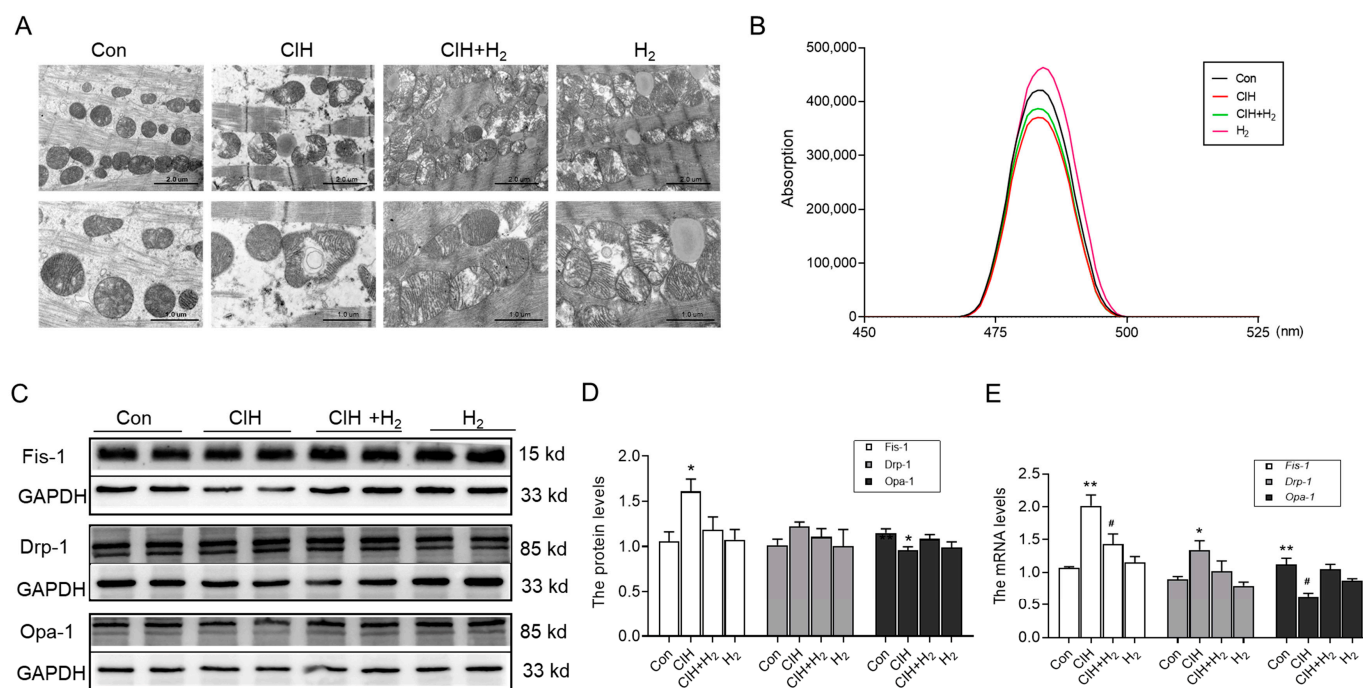 A
Con
CIH
CIH+H2
H2
2.0 um
2.0 um
2.0 um
2.0 um
1.0 um
1.0 um
1.0 um
1.0 um
B
500,000
400,000
300,000
200,000
100,000
0
Absorption
450
475
500
525
(nm)
Con
CIH
CIH+H2
H2
C
Con
CIH
CIH +H2
H2
Fis-1
15 kd
GAPDH
33 kd
Drp-1
85 kd
GAPDH
33 kd
Opa-1
85 kd
GAPDH
33 kd
D
Fis-1
Drp-1
Opa-1
The protein levels
2.0
1.5
1.0
0.5
0.0
*
**
*
Con
CIH
CIH+H2
H2
Con
CIH
CIH+H2
H2
Con
CIH
CIH+H2
H2
E
Fis-1
Drp-1
Opa-1
The mRNA levels
2.5
2.0
1.5
1.0
0.5
0.0
**
#
*
**
#
Con
CIH
CIH+H2
H2
Con
CIH
CIH+H2
H2
Con
CIH
CIH+H2
H2